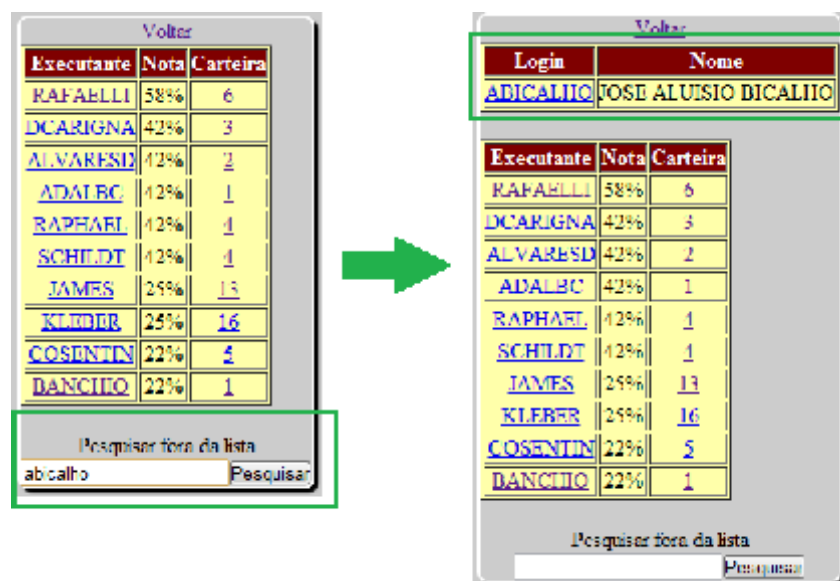 Voltar
Executante Nota Carteira
RAFAELLI 58% 6
DCARIGNA 42% 3
ALVARESD 42% 2
ADALBC 42% 1
RAPHAEL 42% 4
SCHILDT 42% 4
JAMES 25% 13
KLEBER 25% 16
COSENTIN 22% 5
BANCHIO 22% 1
Pesquisar fora da lista
abicalho Pesquisar
Voltar
Login Nome
ABICALHO JOSE ALUISIO BICALHO
Executante Nota Carteira
RAFAELLI 58% 6
DCARIGNA 42% 3
ALVARESD 42% 2
ADALBC 42% 1
RAPHAEL 42% 4
SCHILDT 42% 4
JAMES 25% 13
KLEBER 25% 16
COSENTIN 22% 5
BANCHIO 22% 1
Pesquisar fora da lista
Pesquisar